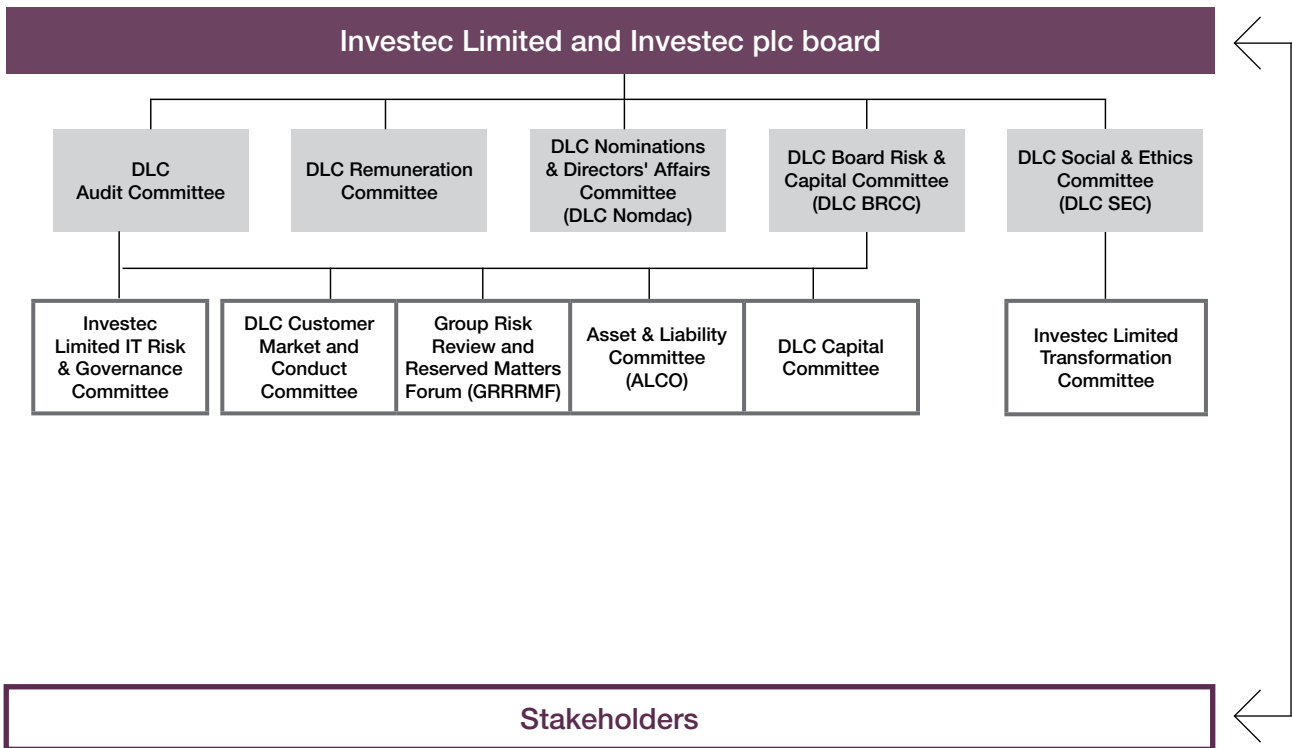 Investec Limited and Investec plc board
DLC
Audit Committee
DLC Remuneration
Committee
DLC Nominations
& Directors' Affairs
Committee
(DLC Nomdac)
DLC Board Risk &
Capital Committee
(DLC BRCC)
DLC Social & Ethics
Committee
(DLC SEC)
Investec
Limited IT Risk
& Governance
Committee
DLC Customer
Market and
Conduct
Committee
Group Risk
Review and
Reserved Matters
Forum (GRRRMF)
Asset & Liability
Committee
(ALCO)
DLC Capital
Committee
Investec Limited
Transformation
Committee
Stakeholders